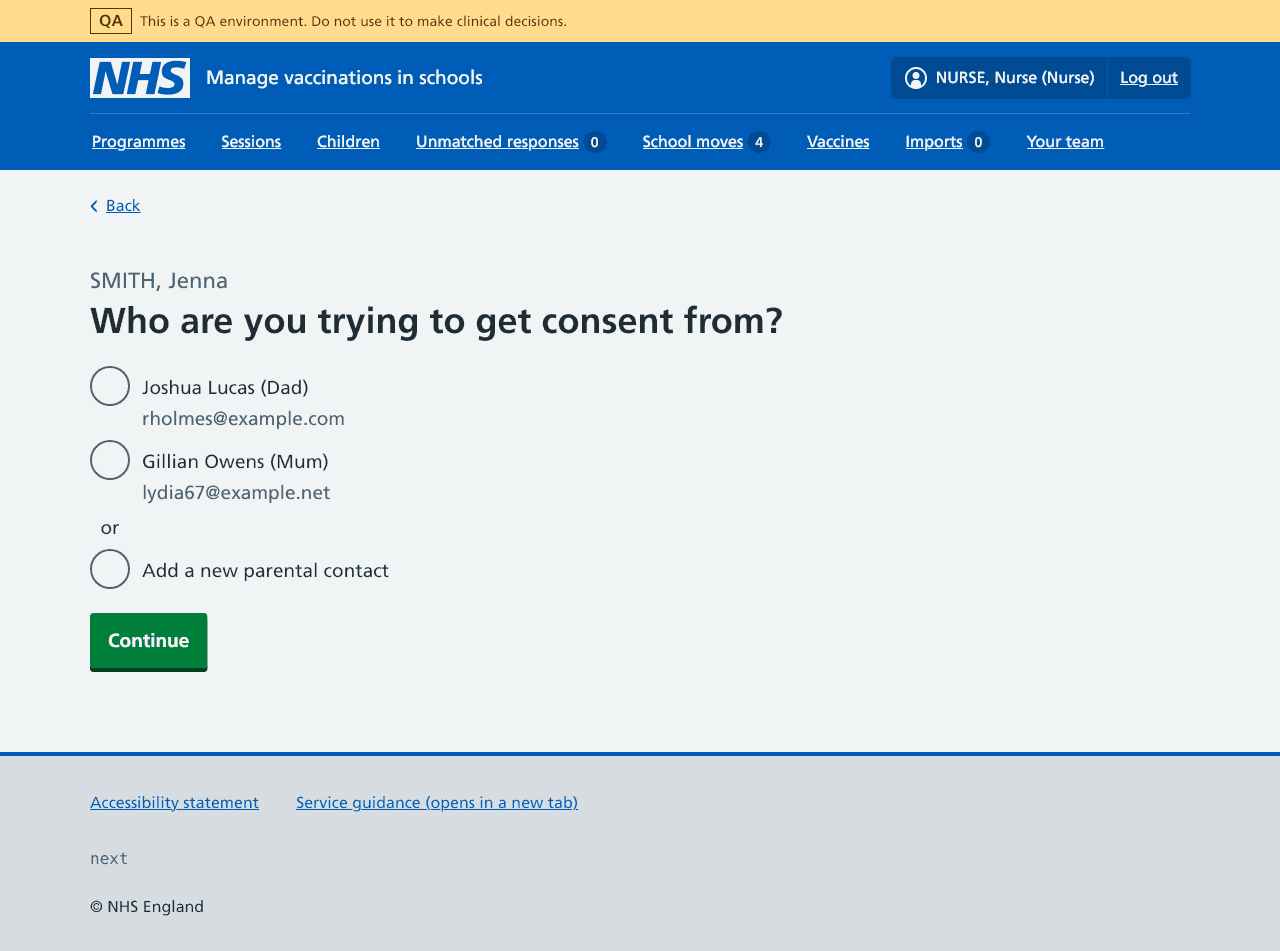 QA This is a QA environment. Do not use it to make clinical decisions.
NHS Manage vaccinations in schools NURSE, Nurse (Nurse) Log out
Programmes Sessions Children Unmatched responses 0 School moves 4 Vaccines Imports 0 Your team
Back
SMITH, Jenna
Who are you trying to get consent from?
Joshua Lucas (Dad)
rholmes@example.com
Gillian Owens (Mum)
lydia67@example.net
or
Add a new parental contact
Continue
Accessibility statement Service guidance (opens in a new tab)
next
© NHS England